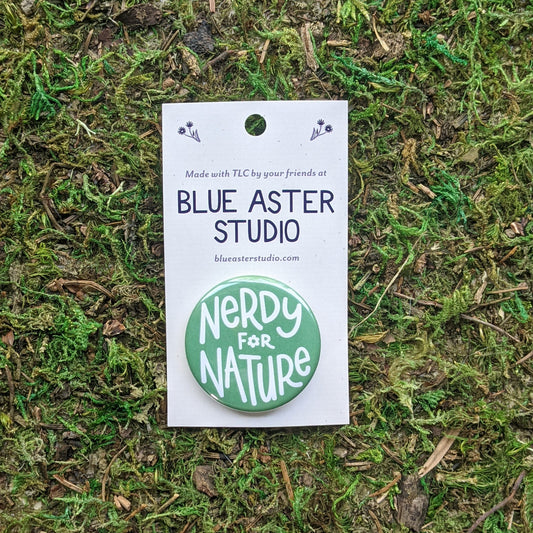 Made with TLC by your friends at
BLUE ASTER
STUDIO
blueasterstudio.com
NERDY
FOR
NATURE